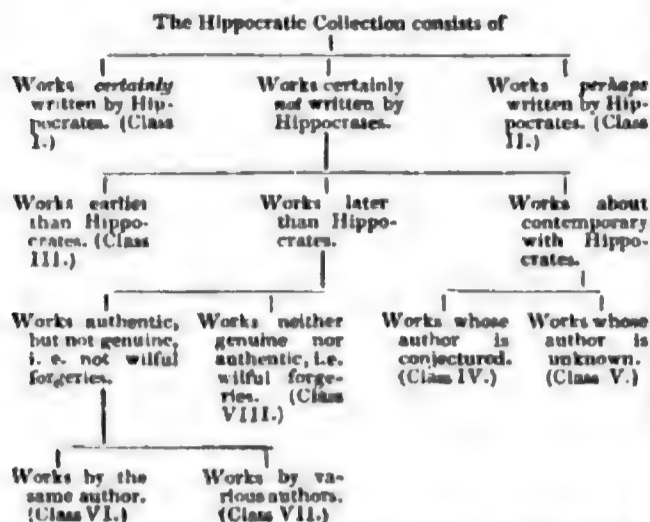 The Hippocratic Collection consists of
Works certainly
written by Hip-
pocrates. (Class
I.)
Works certainly
not written by
Hippocrates.
Works perhaps
written by Hip-
pocrates. (Class
II.)
Works earlier
than Hippo-
crates. (Class
III.)
Works later
than Hippo-
crates.
Works about
contemporary
with Hippo-
crates.
Works authentic,
but not genuine,
i. e. not wilful
forgeries.
Works neither
genuine nor
authentic, i.e.
wilful forge-
ries. (Class
VIII.)
Works whose
author is
conjectured.
(Class IV.)
Works whose
author is
unknown.
(Class V.)
Works by the
same author.
(Class VI.)
Works by va-
rious authors.
(Class VII.)